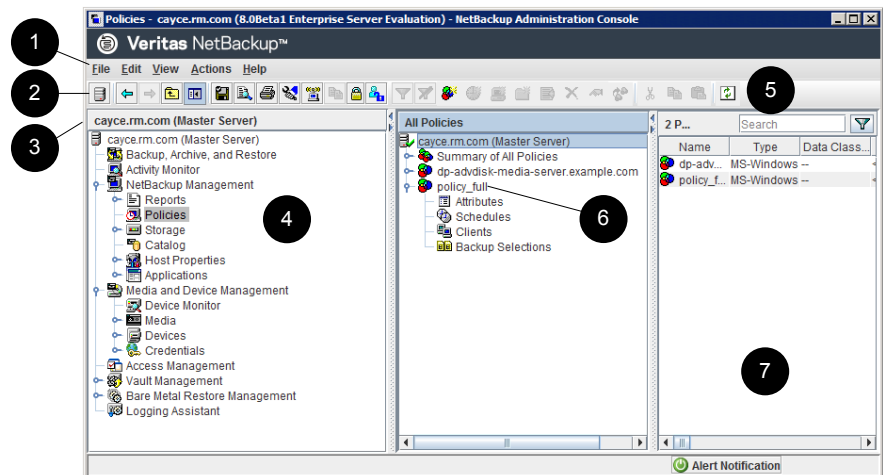 Policies - cayce.rm.com (8.0Beta1 Enterprise Server Evaluation) - NetBackup Administration Console
Veritas NetBackup™
1
File Edit View Actions Help
2
3
cayce.rm.com (Master Server)
cayce.rm.com (Master Server)
Backup, Archive, and Restore
Activity Monitor
NetBackup Management
Reports
Policies
Storage
Catalog
Host Properties
Applications
Media and Device Management
Device Monitor
Media
Devices
Credentials
Access Management
Vault Management
Bare Metal Restore Management
Logging Assistant
4
All Policies
cayce.rm.com (Master Server)
Summary of All Policies
dp-advdisk-media-server.example.com
policy_full
Attributes
Schedules
Clients
Backup Selections
6
5
2 P... Search
Name Type Data Class...
dp-adv... MS-Windows --
policy_f... MS-Windows --
7
Alert Notification